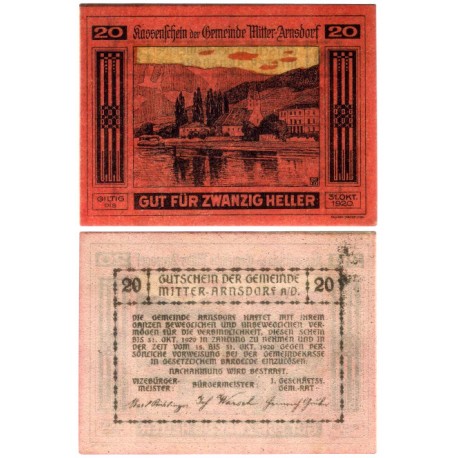 20 Kassenschein der Gemeinde Mitter-Arnsdorf 20
GILTIG BIS
GUT FÜR ZWANZIG HELLER
31. OKT. 1920
20 GUTSCHEIN DER GEMEINDE 20
MITTER-ARNSDORF A/D.
DIE GEMEINDE ARNSDORF HAFTET MIT IHREM
GANZEN BEWEGLICHEN UND UNBEWEGLICHEN VER-
MÖGEN FÜR DIE VERBINDLICHKEIT, DIESEN SCHEIN
BIS 31. OKT. 1920 IN ZAHLUNG ZU NEHMEN UND IN
DER ZEIT VOM 15. BIS 31. OKT. 1920 GEGEN PER-
SÖNLICHE VORWEISUNG BEI DER GEMEINDEKASSE
IN GESETZLICHEM BARGELDE EINZULÖSEN
NACHAHMUNG WIRD BESTRAFT.
VIZEBÜRGER- MEISTER:
BÜRGERMEISTER:
I. GESCHÄFTSF. GEM.-RAT: